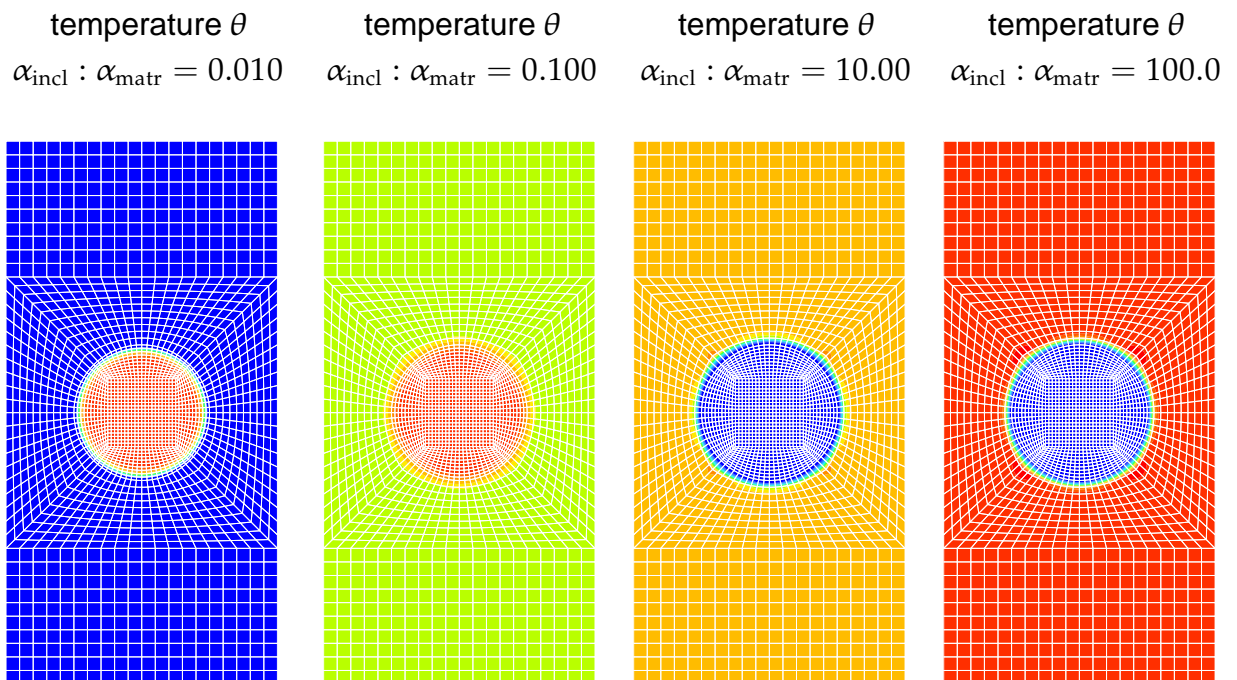 temperature θ temperature θ temperature θ temperature θ
α_incl : α_matr = 0.010 α_incl : α_matr = 0.100 α_incl : α_matr = 10.00 α_incl : α_matr = 100.0